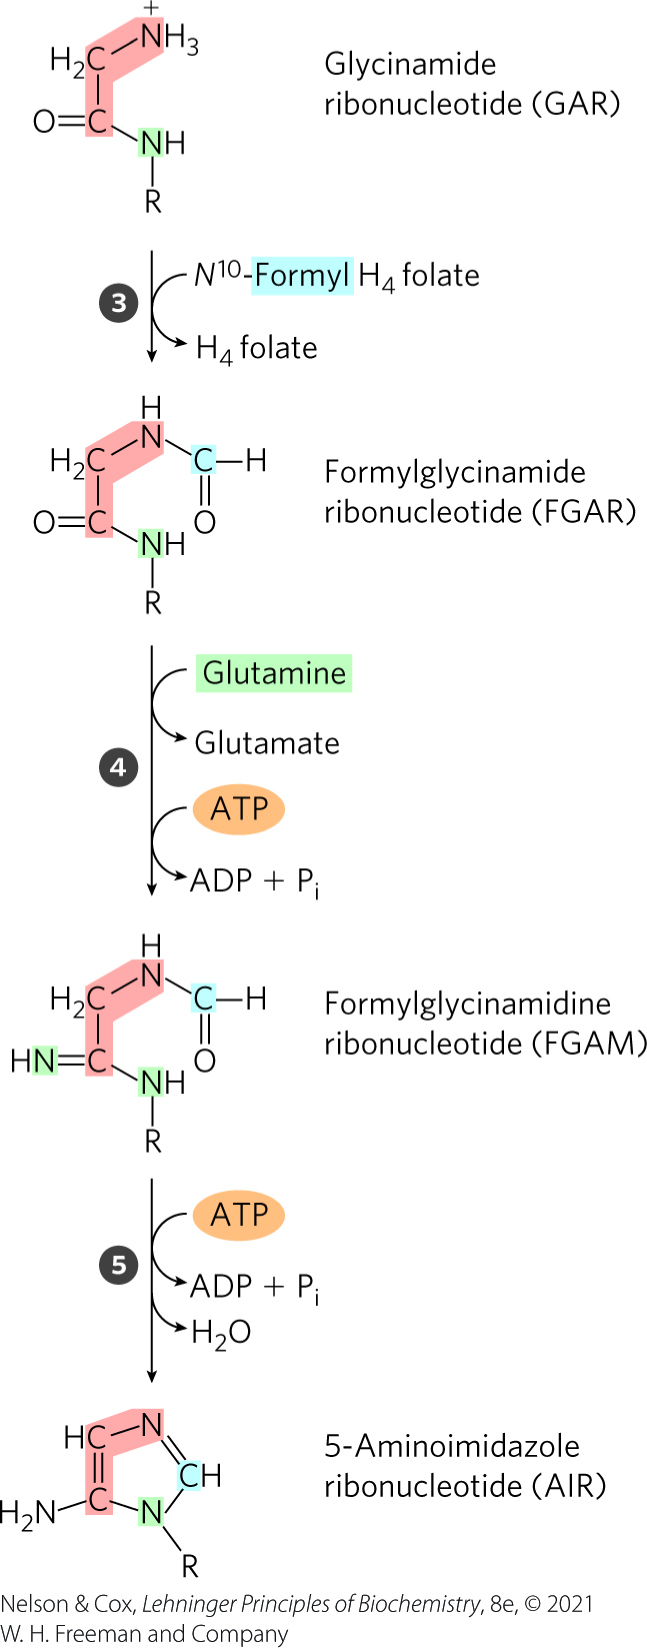 +
H₂C NH₃
O=C NH
R
Glycinamide
ribonucleotide (GAR)
3
N¹⁰-Formyl H₄ folate
H₄ folate
H
H₂C N C—H
O=C NH O
R
Formylglycinamide
ribonucleotide (FGAR)
4
Glutamine
Glutamate
ATP
ADP + Pᵢ
H
H₂C N C—H
HN=C NH O
R
Formylglycinamidine
ribonucleotide (FGAM)
5
ATP
ADP + Pᵢ
H₂O
HC N
CH
H₂N C N
R
5-Aminoimidazole
ribonucleotide (AIR)
Nelson & Cox, Lehninger Principles of Biochemistry, 8e, © 2021
W. H. Freeman and Company